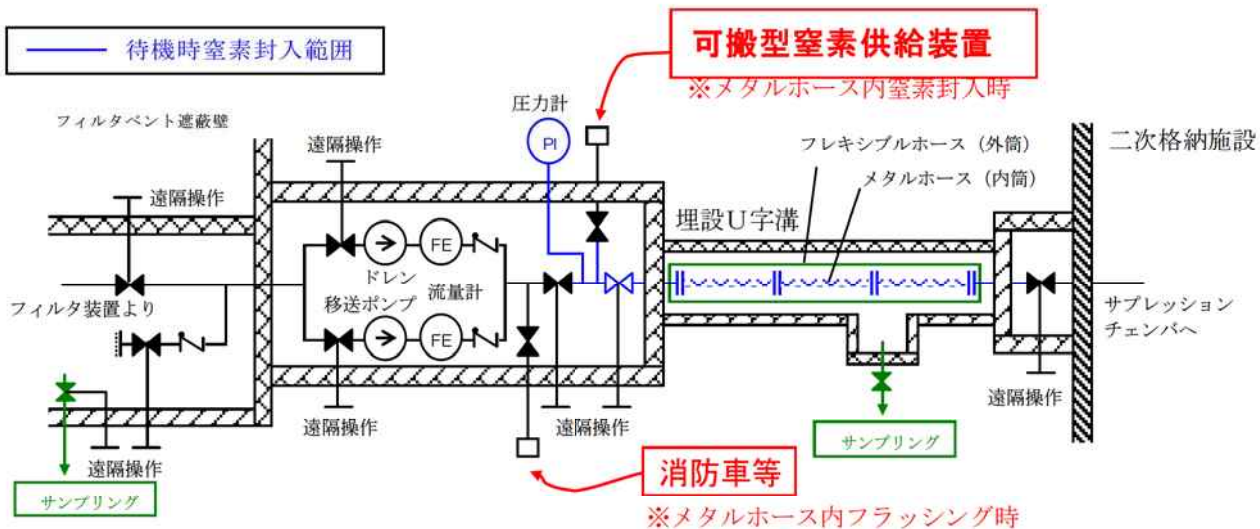 待機時窒素封入範囲
可搬型窒素供給装置
※メタルホース内窒素封入時
圧力計
PI
フィルタベント遮蔽壁
遠隔操作
フレキシブルホース（外筒）
二次格納施設
メタルホース（内筒）
遠隔操作
埋設U字溝
FE
ドレン
移送ポンプ
流量計
フィルタ装置より
サプレッション
チェンバへ
FE
遠隔操作
遠隔操作
遠隔操作
サンプリング
遠隔操作
サンプリング
消防車等
※メタルホース内フラッシング時